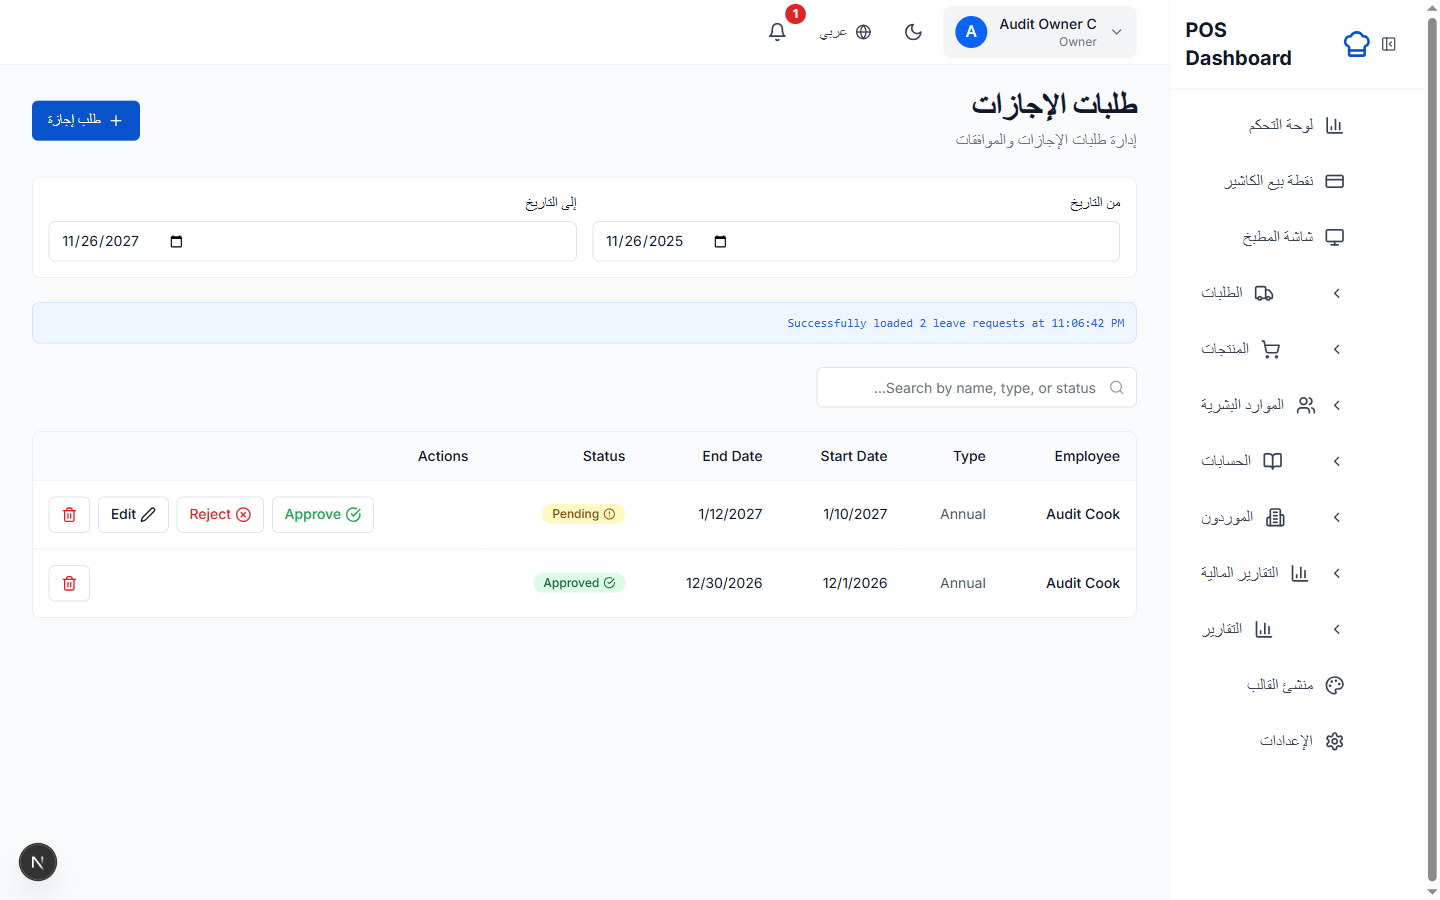 POS
Dashboard
Audit Owner C
Owner
A
عربي
1
لوحة التحكم
نقطة بيع الكاشير
شاشة المطبخ
الطلبات
المنتجات
الموارد البشرية
الحسابات
الموردون
التقارير المالية
التقارير
منشئ القالب
الإعدادات
طلبات الإجازات
إدارة طلبات الإجازات والموافقات
طلب إجازة
من التاريخ
11/26/2025
إلى التاريخ
11/26/2027
Successfully loaded 2 leave requests at 11:06:42 PM
Search by name, type, or status...
Employee Type Start Date End Date Status Actions
Audit Cook Annual 1/10/2027 1/12/2027 Pending Approve Reject Edit
Audit Cook Annual 12/1/2026 12/30/2026 Approved
N